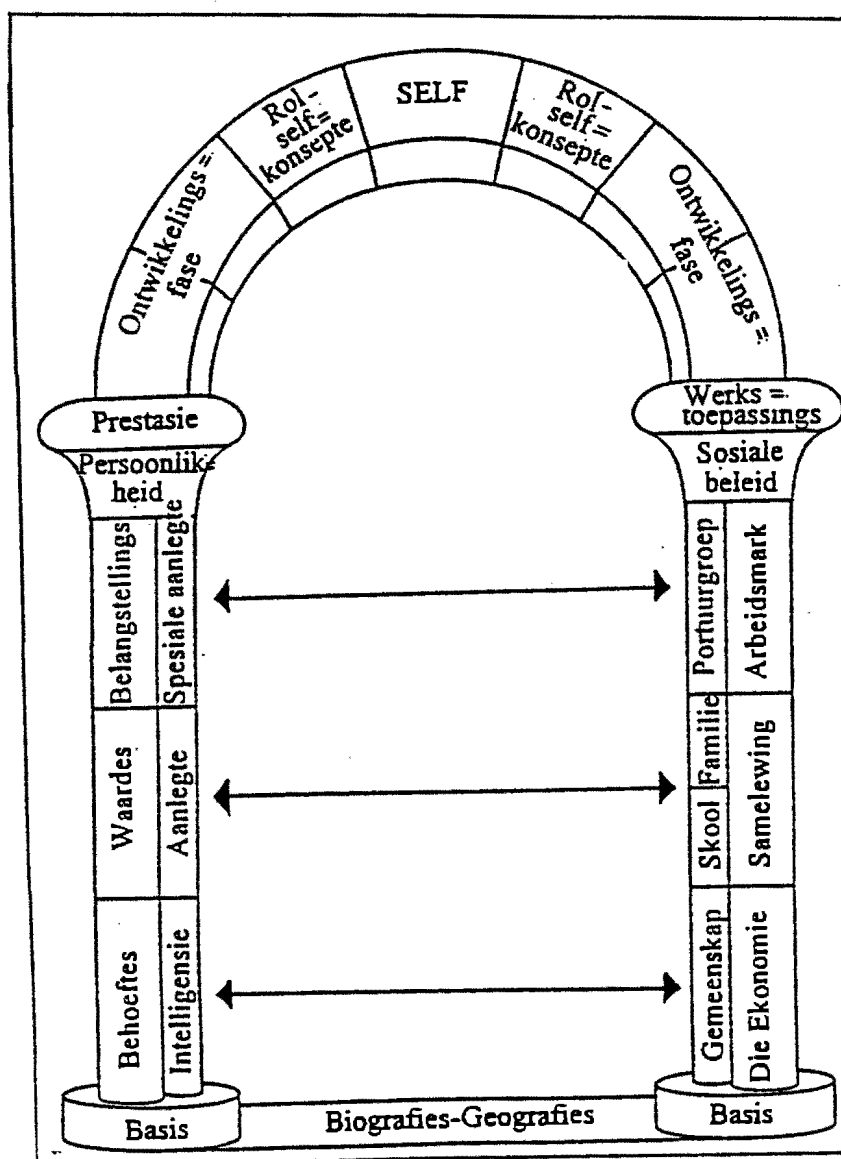 SELF
Rol-
self=
konsepte
Rol-
self=
konsepte
Ontwikkelings=
fase
Ontwikkelings=
fase
Prestasie
Werks=
toepassings
Persoonlik=
heid
Sosiale
beleid
Belangstellings
Spesiale aanlegte
Portuurgroep
Arbeidsmark
Waardes
Aanlegte
Familie
Skool
Samelewing
Behoeftes
Intelligensie
Gemeenskap
Die Ekonomie
Basis
Biografies-Geografies
Basis